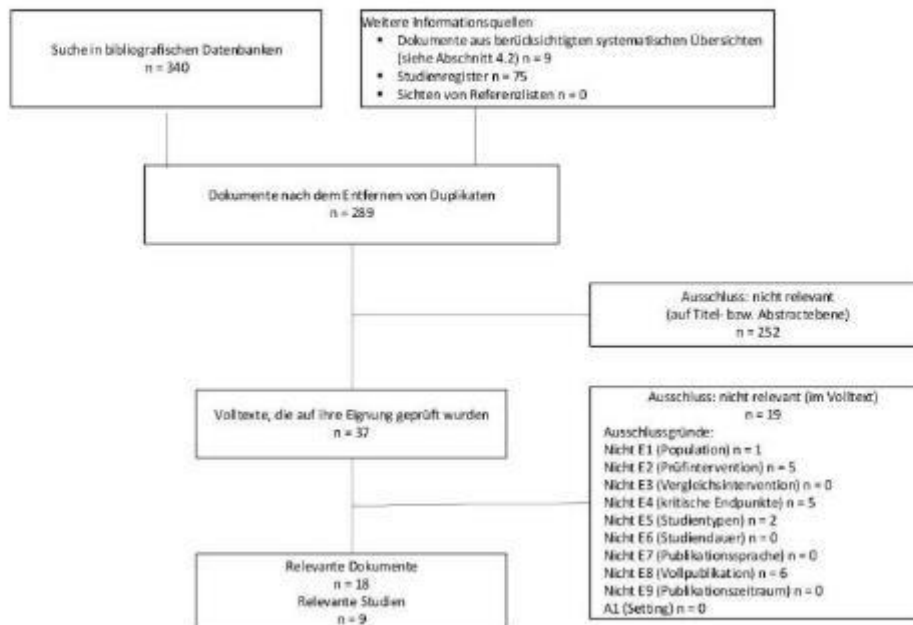 Suche in bibliografischen Datenbanken
n = 340
Weitere Informationsquellen
▪ Dokumente aus berücksichtigten systematischen Übersichten
(siehe Abschnitt 4.2) n = 9
▪ Studienregister n = 75
▪ Sichten von Referenzlisten n = 0
Dokumente nach dem Entfernen von Duplikaten
n = 289
Ausschluss: nicht relevant
(auf Titel- bzw. Abstractebene)
n = 252
Volltexte, die auf ihre Eignung geprüft wurden
n = 37
Ausschluss: nicht relevant (im Volltext)
n = 19
Ausschlussgründe:
Nicht E1 (Population) n = 1
Nicht E2 (Prüfintervention) n = 5
Nicht E3 (Vergleichsintervention) n = 0
Nicht E4 (kritische Endpunkte) n = 5
Nicht E5 (Studientypen) n = 2
Nicht E6 (Studiendauer) n = 0
Nicht E7 (Publikationssprache) n = 0
Nicht E8 (Vollpublikation) n = 6
Nicht E9 (Publikationszeitraum) n = 0
A1 (Setting) n = 0
Relevante Dokumente
n = 18
Relevante Studien
n = 9